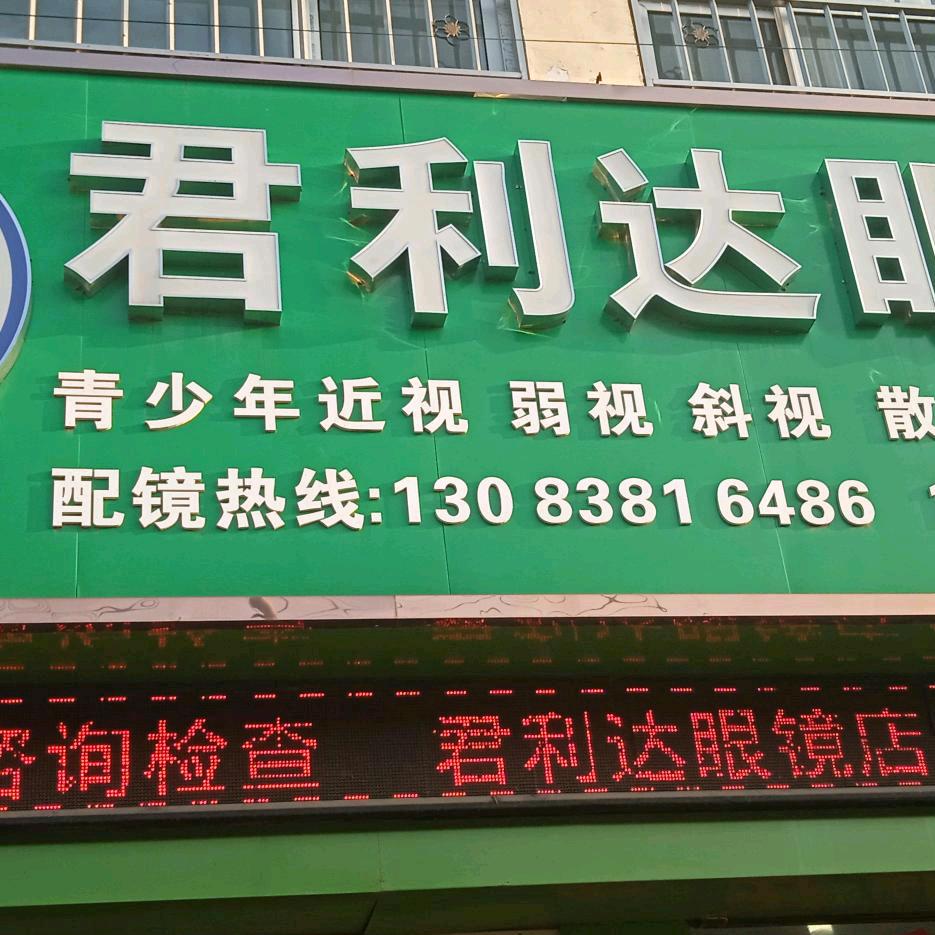 君利达眼
青少年近视 弱视 斜视 散
配镜热线:130 8381 6486
咨询检查 君利达眼镜店